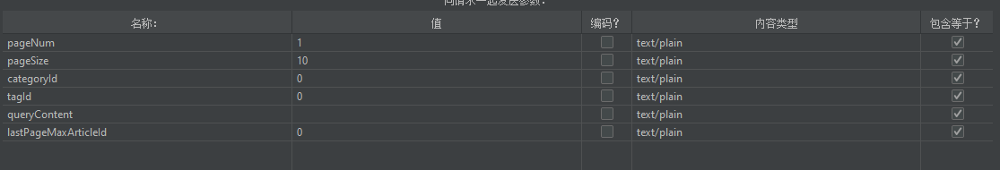 同请求一起发送参数：
名称： 值 编码？ 内容类型 包含等于？
pageNum 1 text/plain
pageSize 10 text/plain
categoryId 0 text/plain
tagId 0 text/plain
queryContent text/plain
lastPageMaxArticleId 0 text/plain